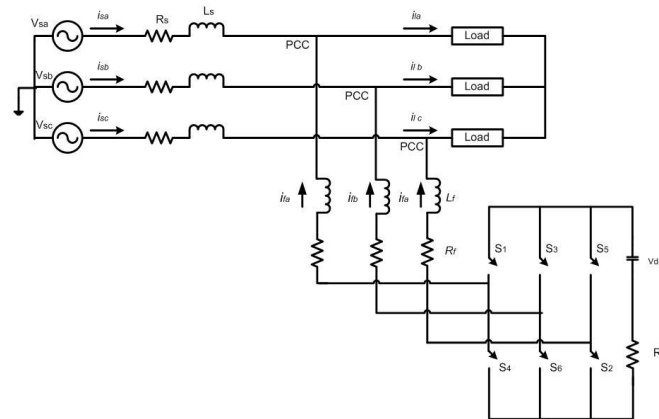 Vsa
isa
Rs
Ls
ila
Load
PCC
Vsb
isb
il b
Load
PCC
Vsc
isc
il c
Load
PCC
ifa
ifb
ifa
Lf
Rf
S1
S3
S5
Vd
S4
S6
S2
R